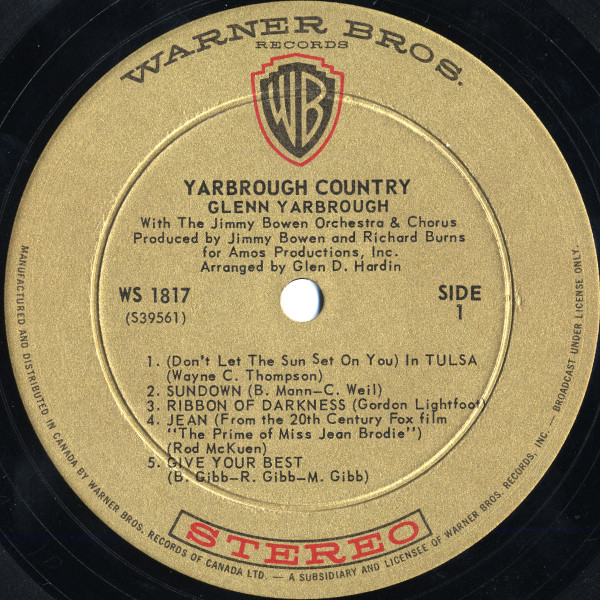 WARNER BROS.
RECORDS
WB
YARBROUGH COUNTRY
GLENN YARBROUGH
With The Jimmy Bowen Orchestra & Chorus
Produced by Jimmy Bowen and Richard Burns
for Amos Productions, Inc.
Arranged by Glen D. Hardin
WS 1817
(S39561)
SIDE
1
1. (Don't Let The Sun Set On You) In TULSA
(Wayne C. Thompson)
2. SUNDOWN (B. Mann–C. Weil)
3. RIBBON OF DARKNESS (Gordon Lightfoot)
4. JEAN (From the 20th Century Fox film
"The Prime of Miss Jean Brodie")
(Rod McKuen)
5. GIVE YOUR BEST
(B. Gibb–R. Gibb–M. Gibb)
STEREO
MANUFACTURED AND DISTRIBUTED IN CANADA BY WARNER BROS. RECORDS OF CANADA LTD. — A SUBSIDIARY AND LICENSEE OF WARNER BROS. RECORDS, INC. — BROADCAST UNDER LICENSE ONLY.